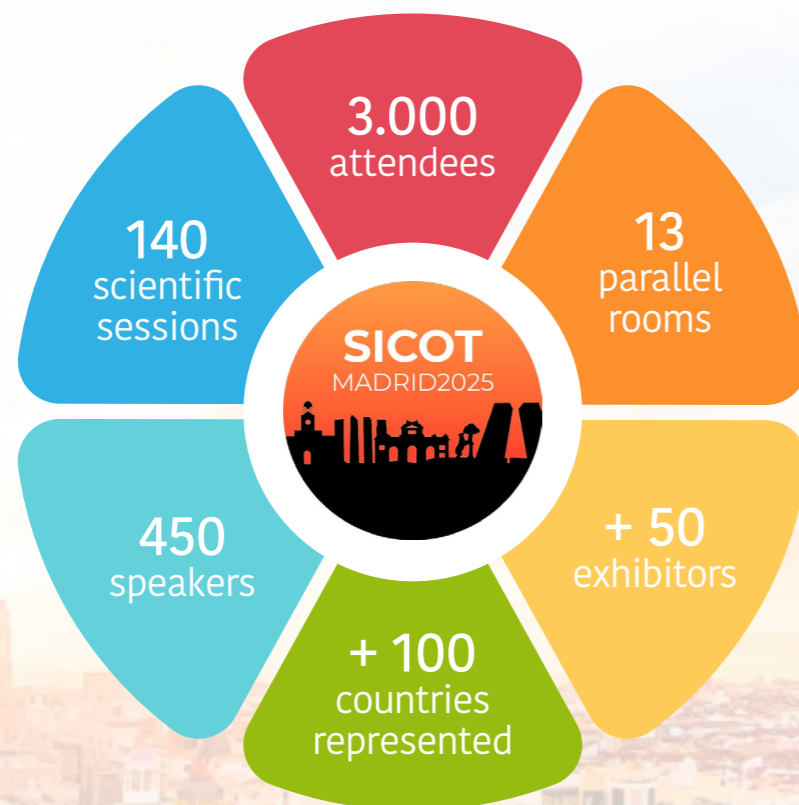 3.000
attendees
140
scientific
sessions
13
parallel
rooms
SICOT
MADRID2025
450
speakers
+ 50
exhibitors
+ 100
countries
represented